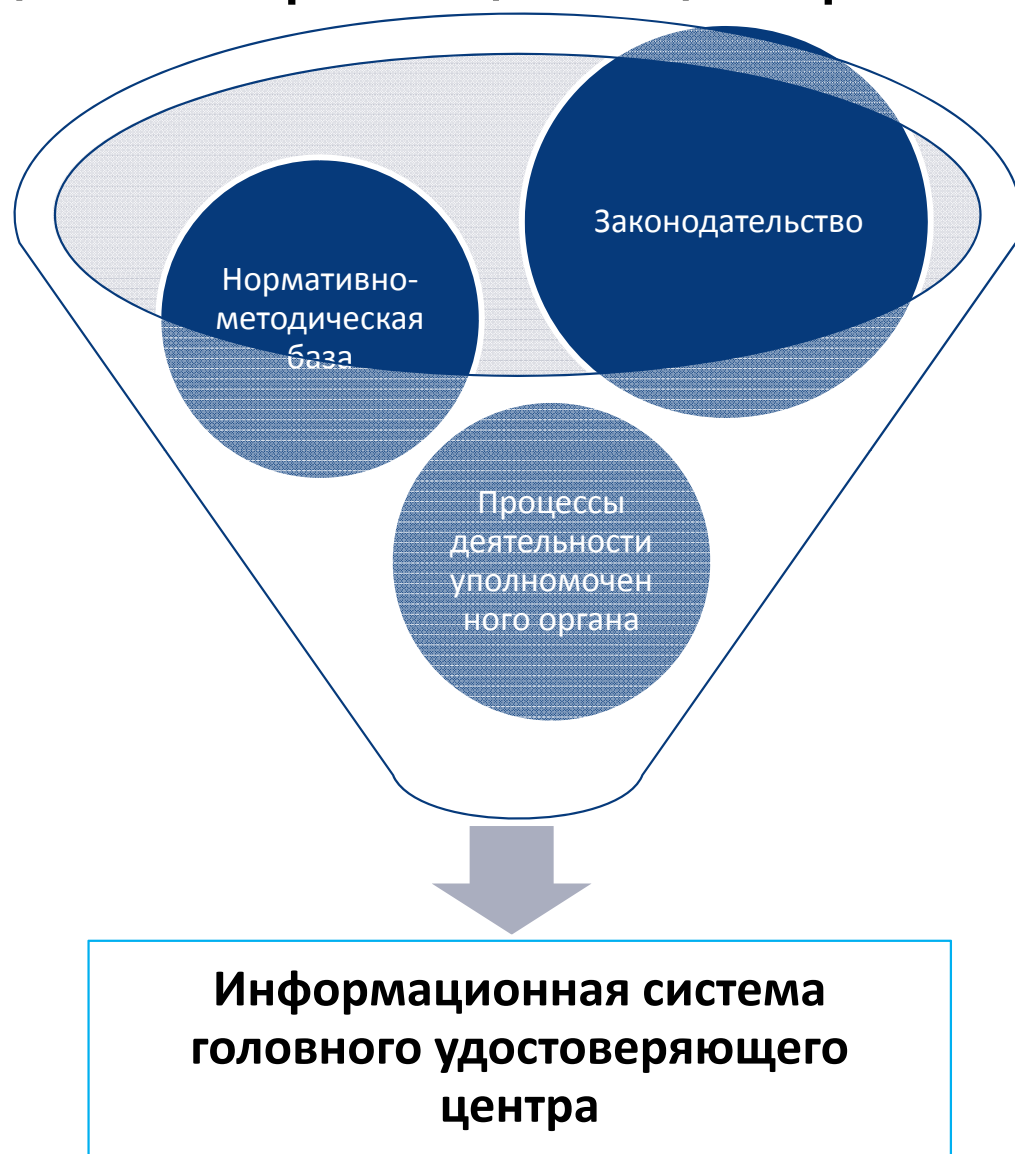 Законодательство
Нормативно-
методическая
база
Процессы
деятельности
уполномочен
ного органа
Информационная система
головного удостоверяющего
центра